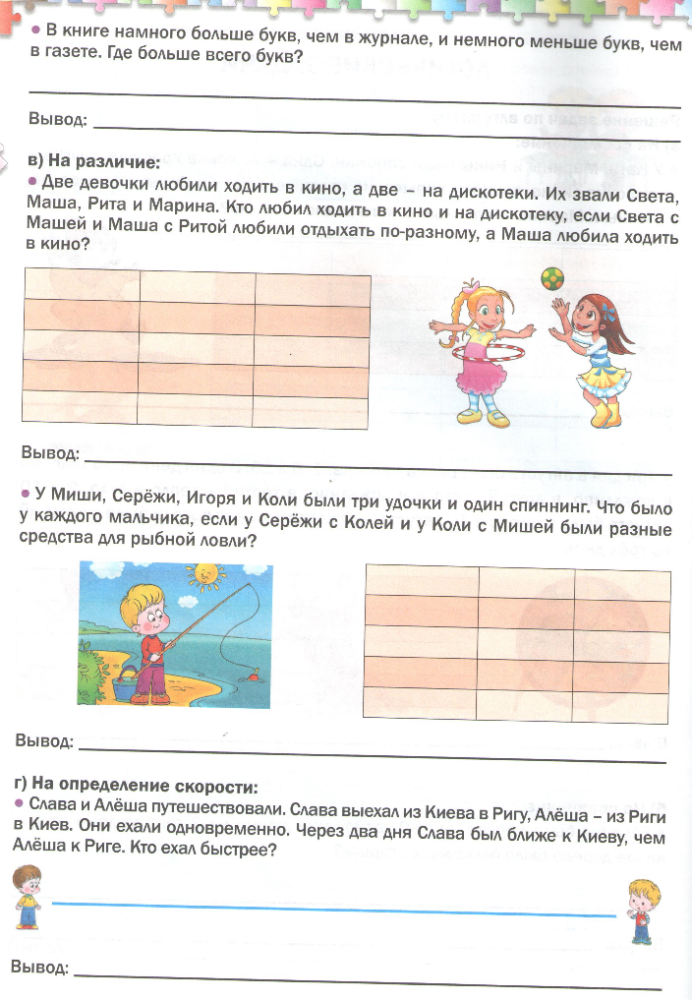 • В книге намного больше букв, чем в журнале, и немного меньше букв, чем
в газете. Где больше всего букв?
Вывод:
в) На различие:
• Две девочки любили ходить в кино, а две – на дискотеки. Их звали Света,
Маша, Рита и Марина. Кто любил ходить в кино и на дискотеку, если Света с
Машей и Маша с Ритой любили отдыхать по-разному, а Маша любила ходить
в кино?
Вывод:
• У Миши, Серёжи, Игоря и Коли были три удочки и один спиннинг. Что было
у каждого мальчика, если у Серёжи с Колей и у Коли с Мишей были разные
средства для рыбной ловли?
Вывод:
г) На определение скорости:
• Слава и Алёша путешествовали. Слава выехал из Киева в Ригу, Алёша – из Риги
в Киев. Они ехали одновременно. Через два дня Слава был ближе к Киеву, чем
Алёша к Риге. Кто ехал быстрее?
Вывод: